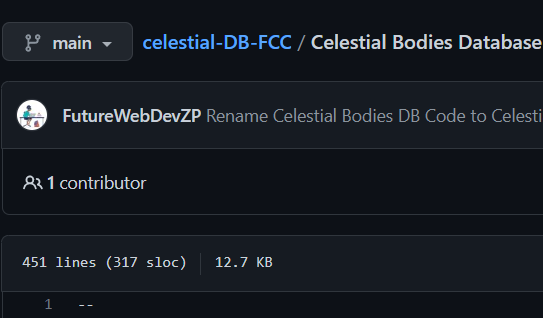 main celestial-DB-FCC / Celestial Bodies Database
FutureWebDevZP Rename Celestial Bodies DB Code to Celesti
1 contributor
451 lines (317 sloc) 12.7 KB
1 --